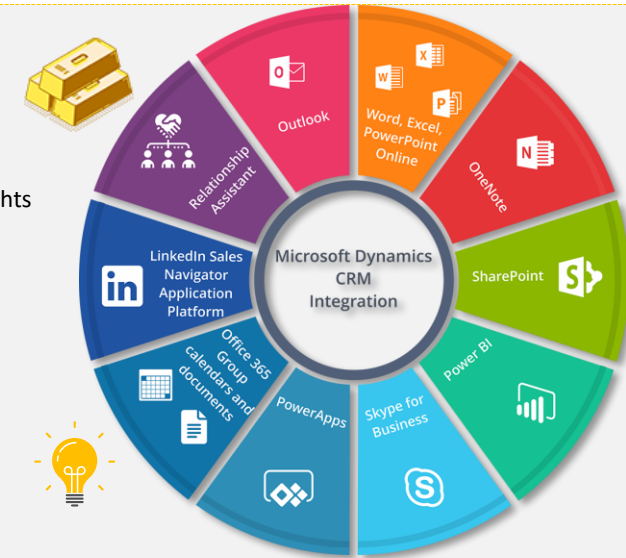 Outlook
Word, Excel,
PowerPoint
Online
OneNote
SharePoint
Power BI
Skype for
Business
PowerApps
Office 365
Group
calendars and
documents
LinkedIn Sales
Navigator
Application
Platform
Relationship
Assistant
Microsoft Dynamics
CRM
Integration
hts
O
X
W
P
N
S
in
S